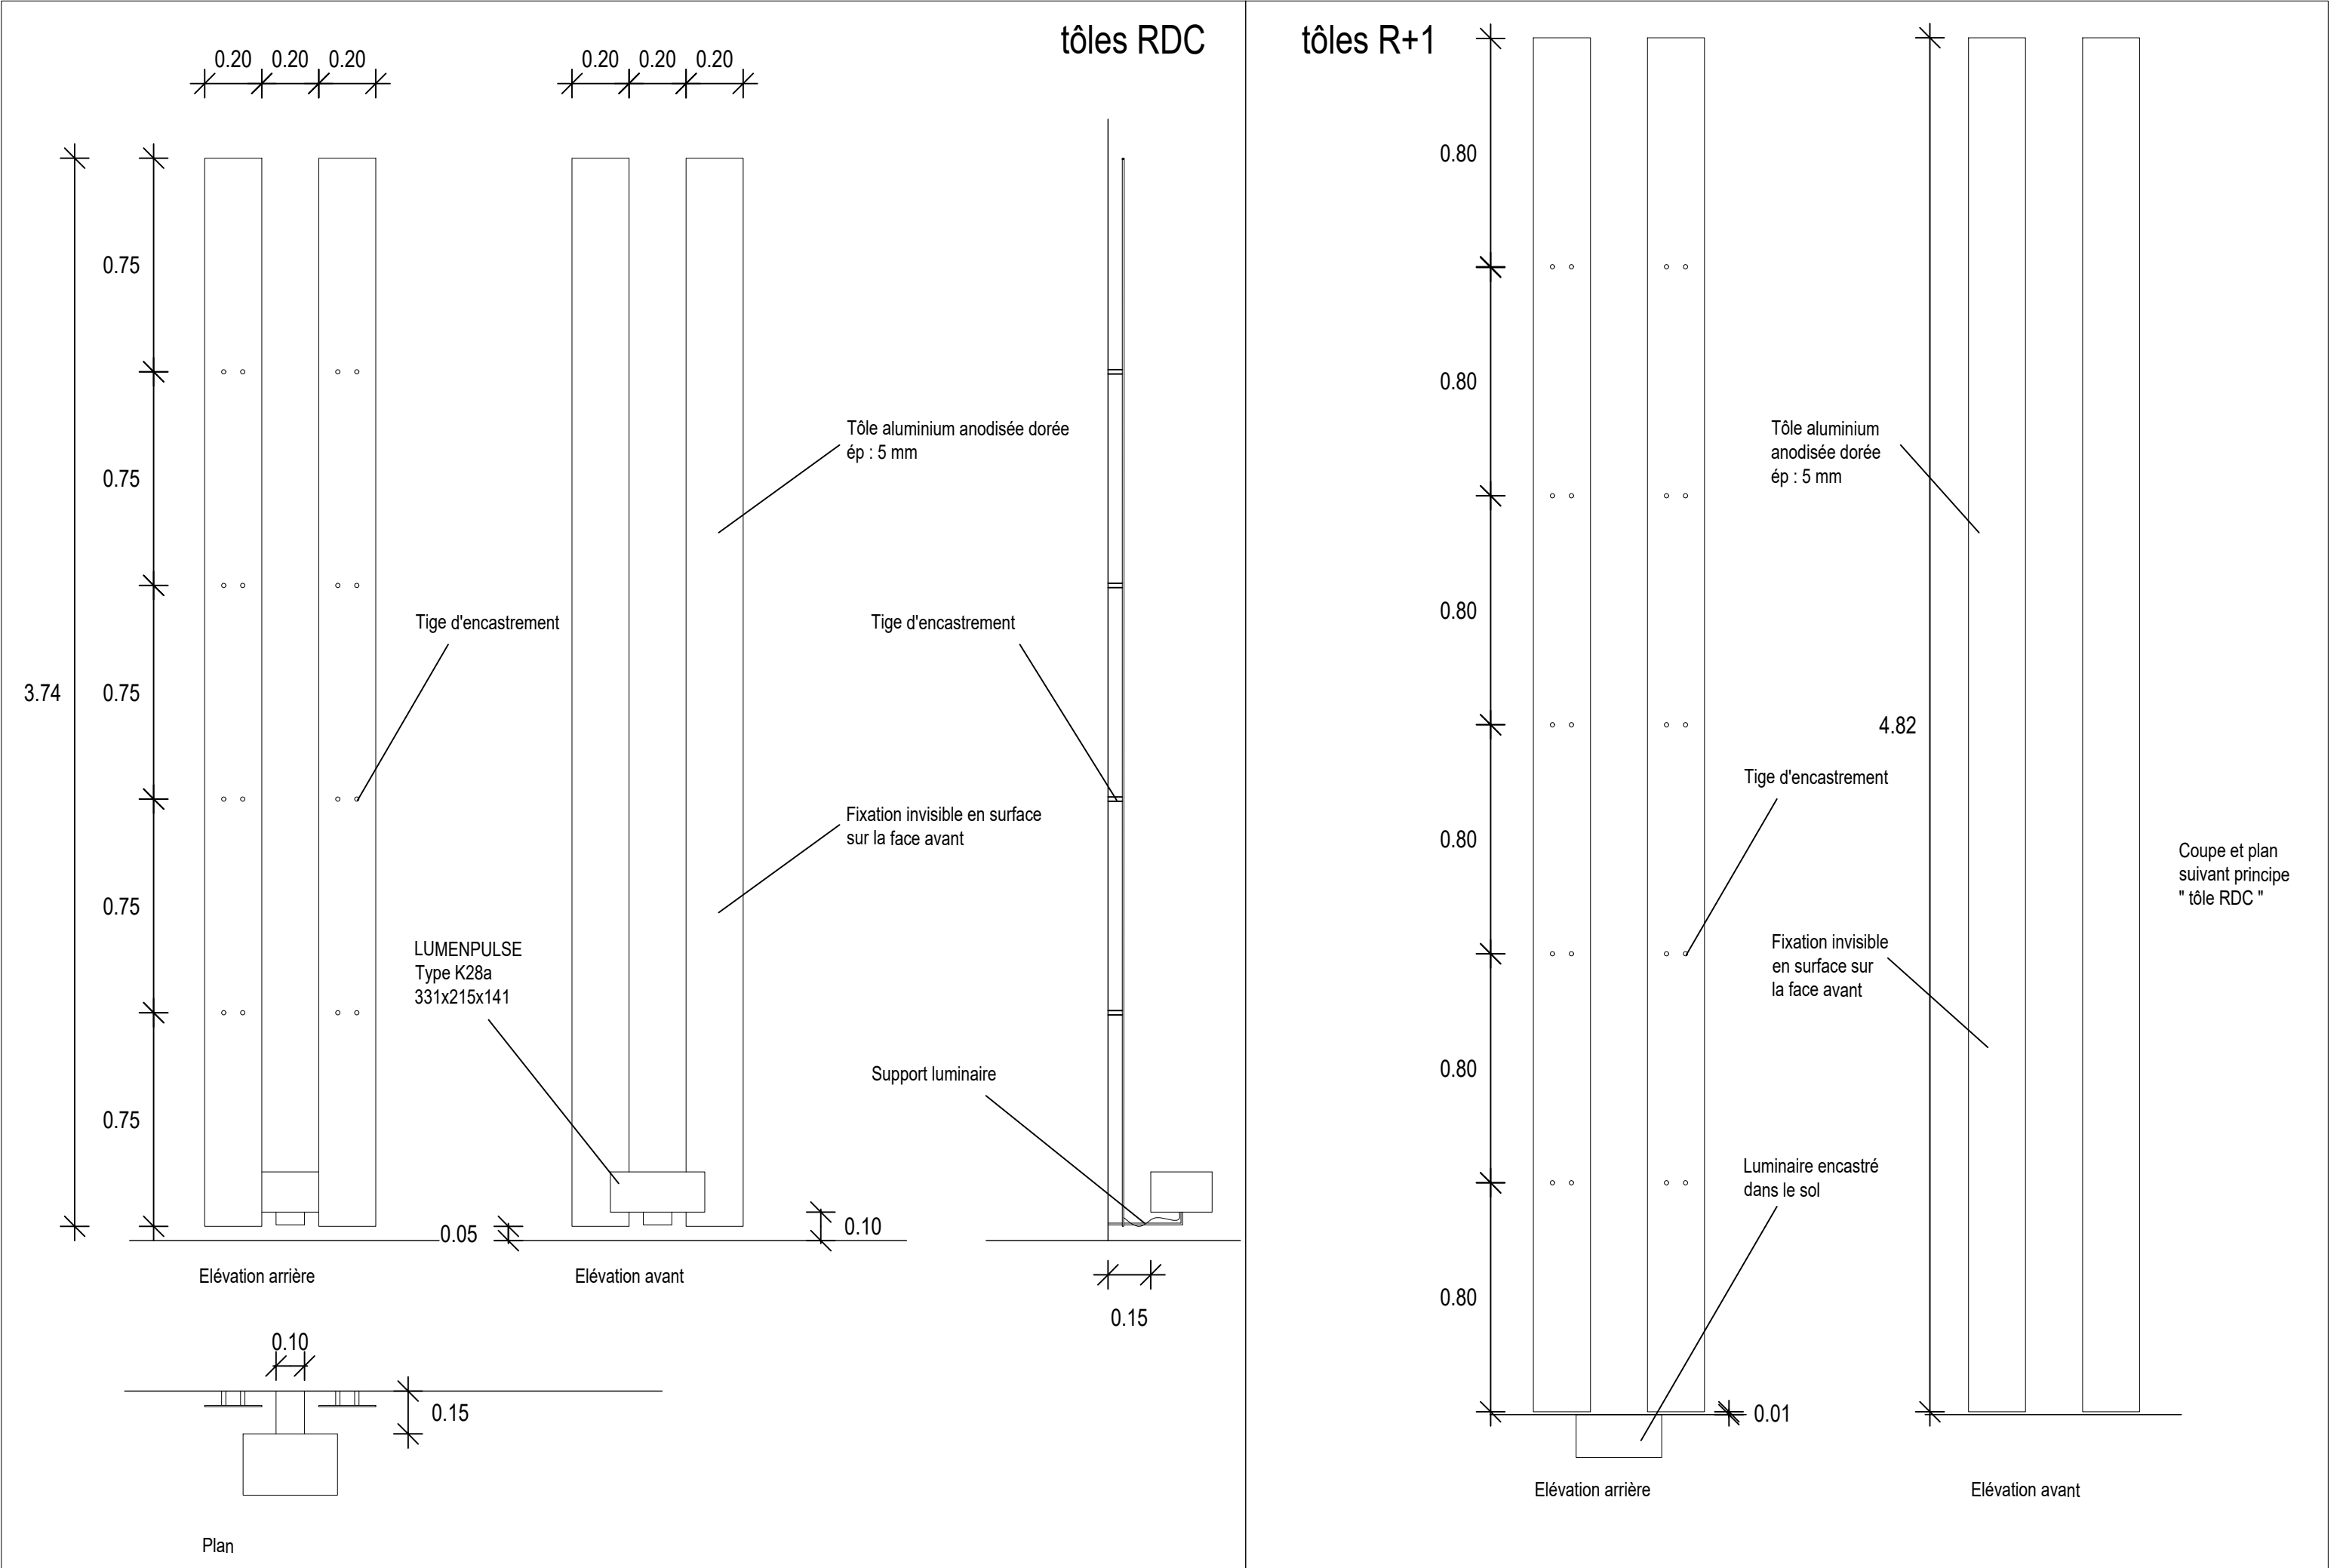 tôles RDC
0.20 0.20 0.20
0.20 0.20 0.20
3.74
0.75
0.75
0.75
0.75
0.75
Tôle aluminium anodisée dorée
ép : 5 mm
Tige d'encastrement
Tige d'encastrement
Fixation invisible en surface
sur la face avant
LUMENPULSE
Type K28a
331x215x141
Support luminaire
0.05
0.10
0.15
Elévation arrière
Elévation avant
0.10
0.15
Plan
tôles R+1
0.80
0.80
0.80
0.80
0.80
0.80
4.82
Tôle aluminium
anodisée dorée
ép : 5 mm
Tige d'encastrement
Coupe et plan
suivant principe
" tôle RDC "
Fixation invisible
en surface sur
la face avant
Luminaire encastré
dans le sol
0.01
Elévation arrière
Elévation avant